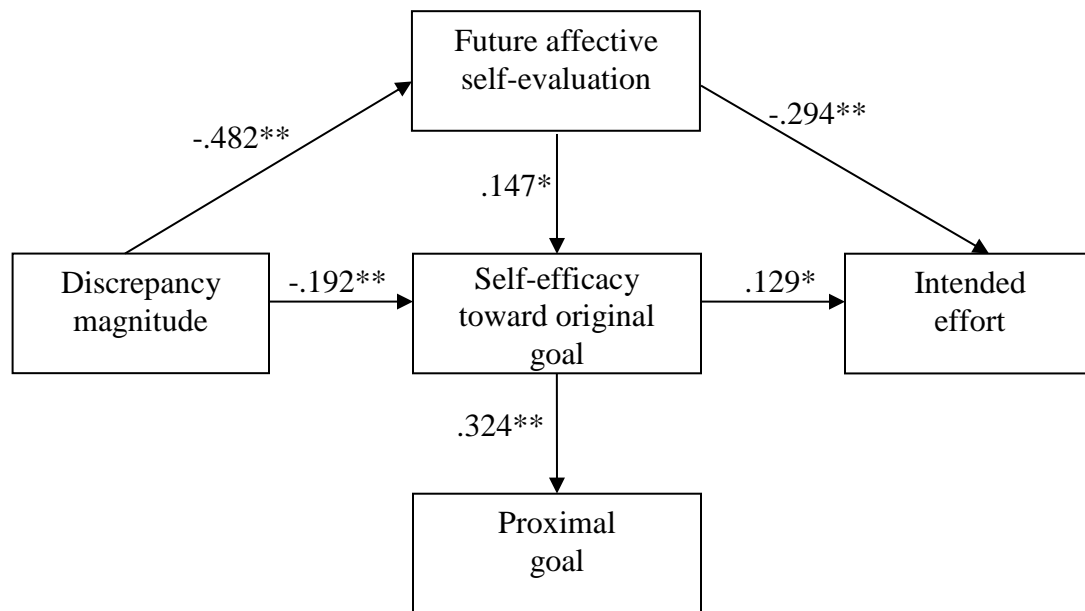 Future affective
self-evaluation
-.482**
-.294**
.147*
Discrepancy
magnitude
-.192**
Self-efficacy
toward original
goal
.129*
Intended
effort
.324**
Proximal
goal